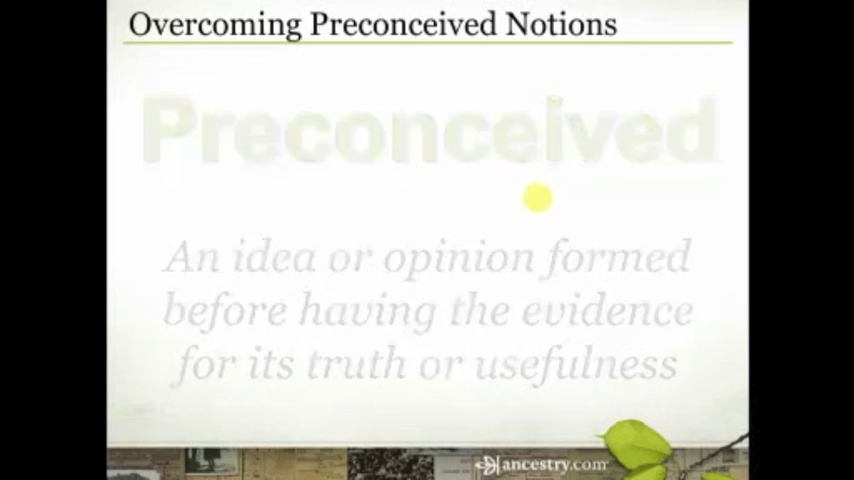 Overcoming Preconceived Notions
Preconceived
An idea or opinion formed
before having the evidence
for its truth or usefulness
ancestry.com